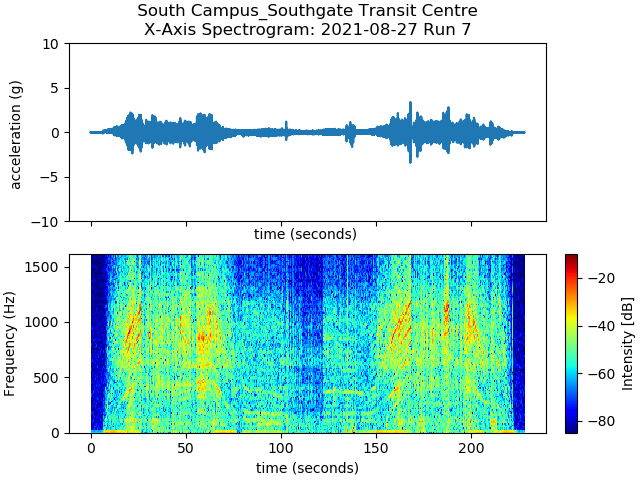 South Campus_Southgate Transit Centre
X-Axis Spectrogram: 2021-08-27 Run 7
10
5
0
−5
−10
acceleration (g)
time (seconds)
1500
1000
500
0
Frequency (Hz)
0 50 100 150 200
time (seconds)
−20
−40
−60
−80
Intensity [dB]